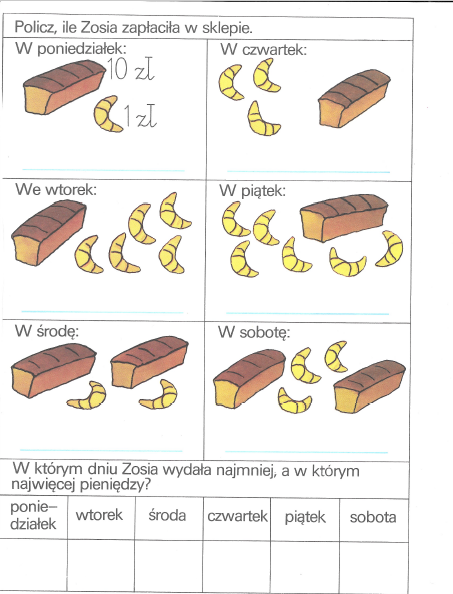 Policz, ile Zosia zapłaciła w sklepie.
W poniedziałek:
10 zł
1 zł
W czwartek:
We wtorek:
W piątek:
W środę:
W sobotę:
W którym dniu Zosia wydała najmniej, a w którym
najwięcej pieniędzy?
ponie–
działek
wtorek
środa
czwartek
piątek
sobota